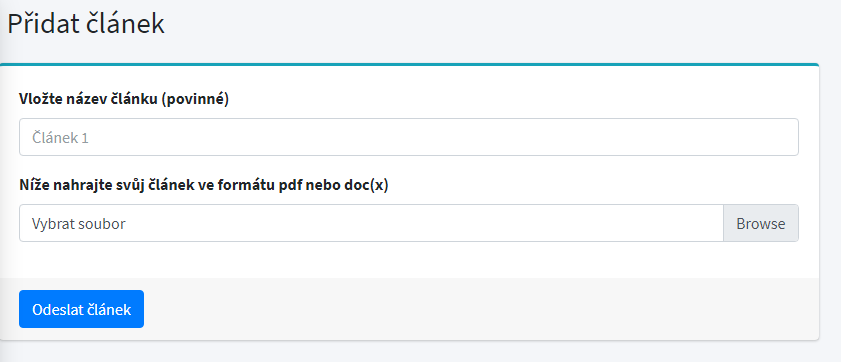 Přidat článek
Vložte název článku (povinné)
Článek 1
Níže nahrajte svůj článek ve formátu pdf nebo doc(x)
Vybrat soubor Browse
Odeslat článek